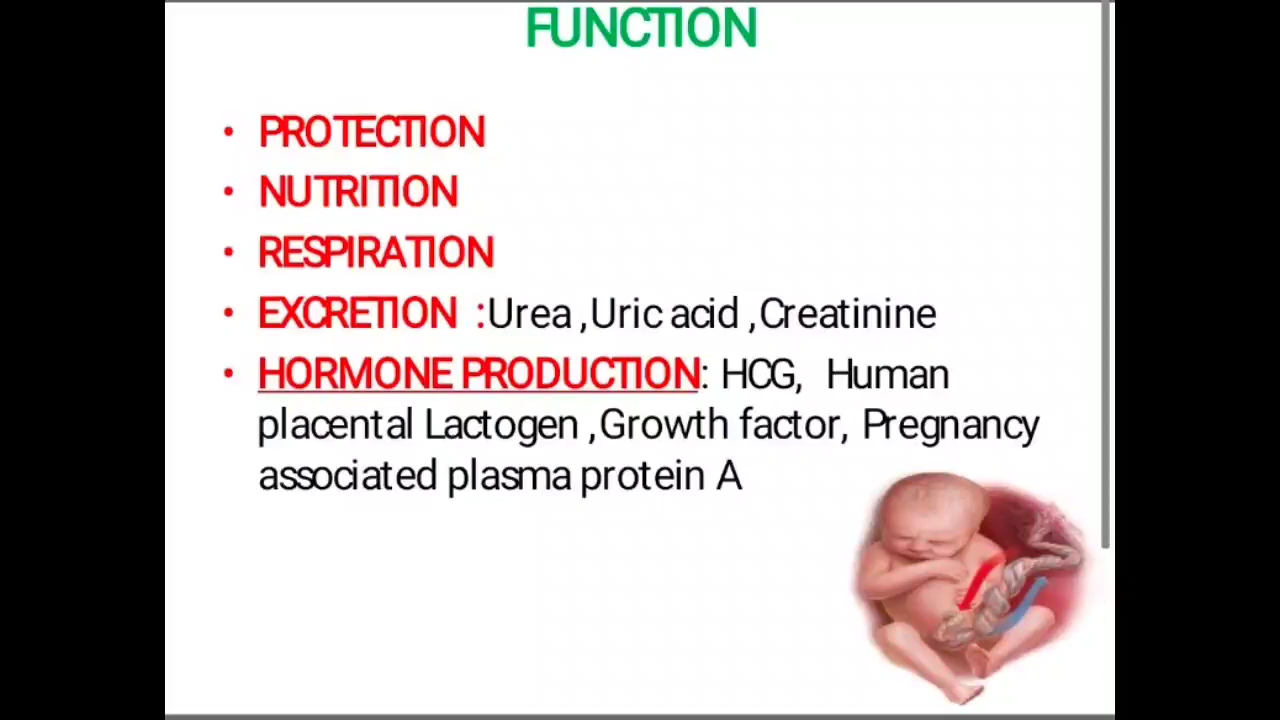 FUNCTION
• PROTECTION
• NUTRITION
• RESPIRATION
• EXCRETION :Urea ,Uric acid ,Creatinine
• HORMONE PRODUCTION: HCG, Human
placental Lactogen ,Growth factor, Pregnancy
associated plasma protein A